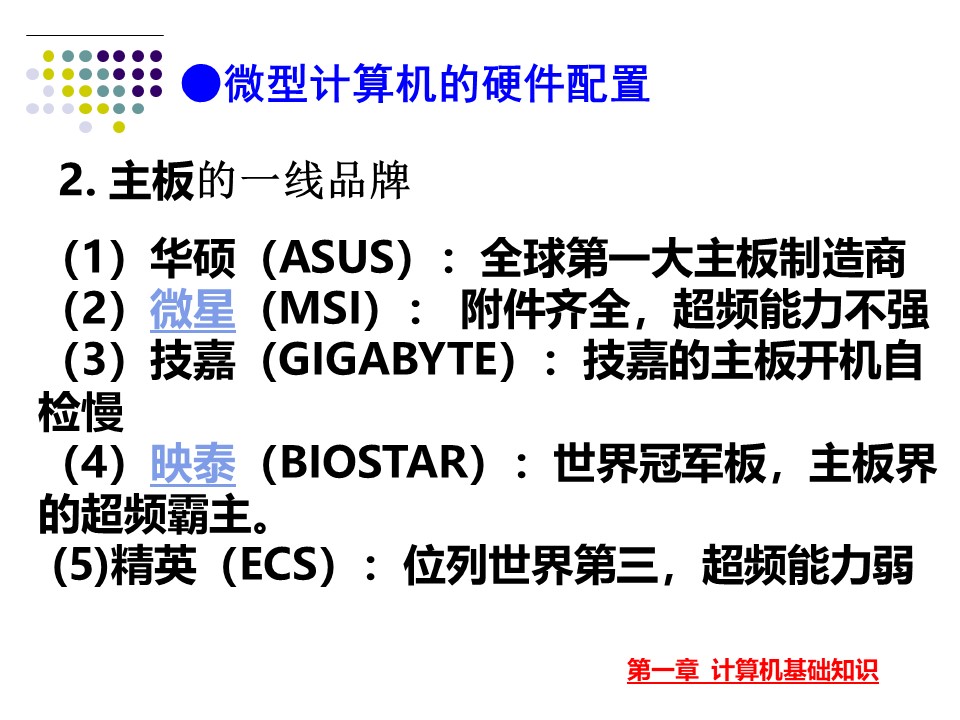 ●微型计算机的硬件配置
2. 主板的一线品牌
（1）华硕（ASUS）：全球第一大主板制造商
（2）微星（MSI）： 附件齐全，超频能力不强
（3）技嘉（GIGABYTE）：技嘉的主板开机自
检慢
（4）映泰（BIOSTAR）：世界冠军板，主板界
的超频霸主。
(5)精英（ECS）：位列世界第三，超频能力弱
第一章 计算机基础知识